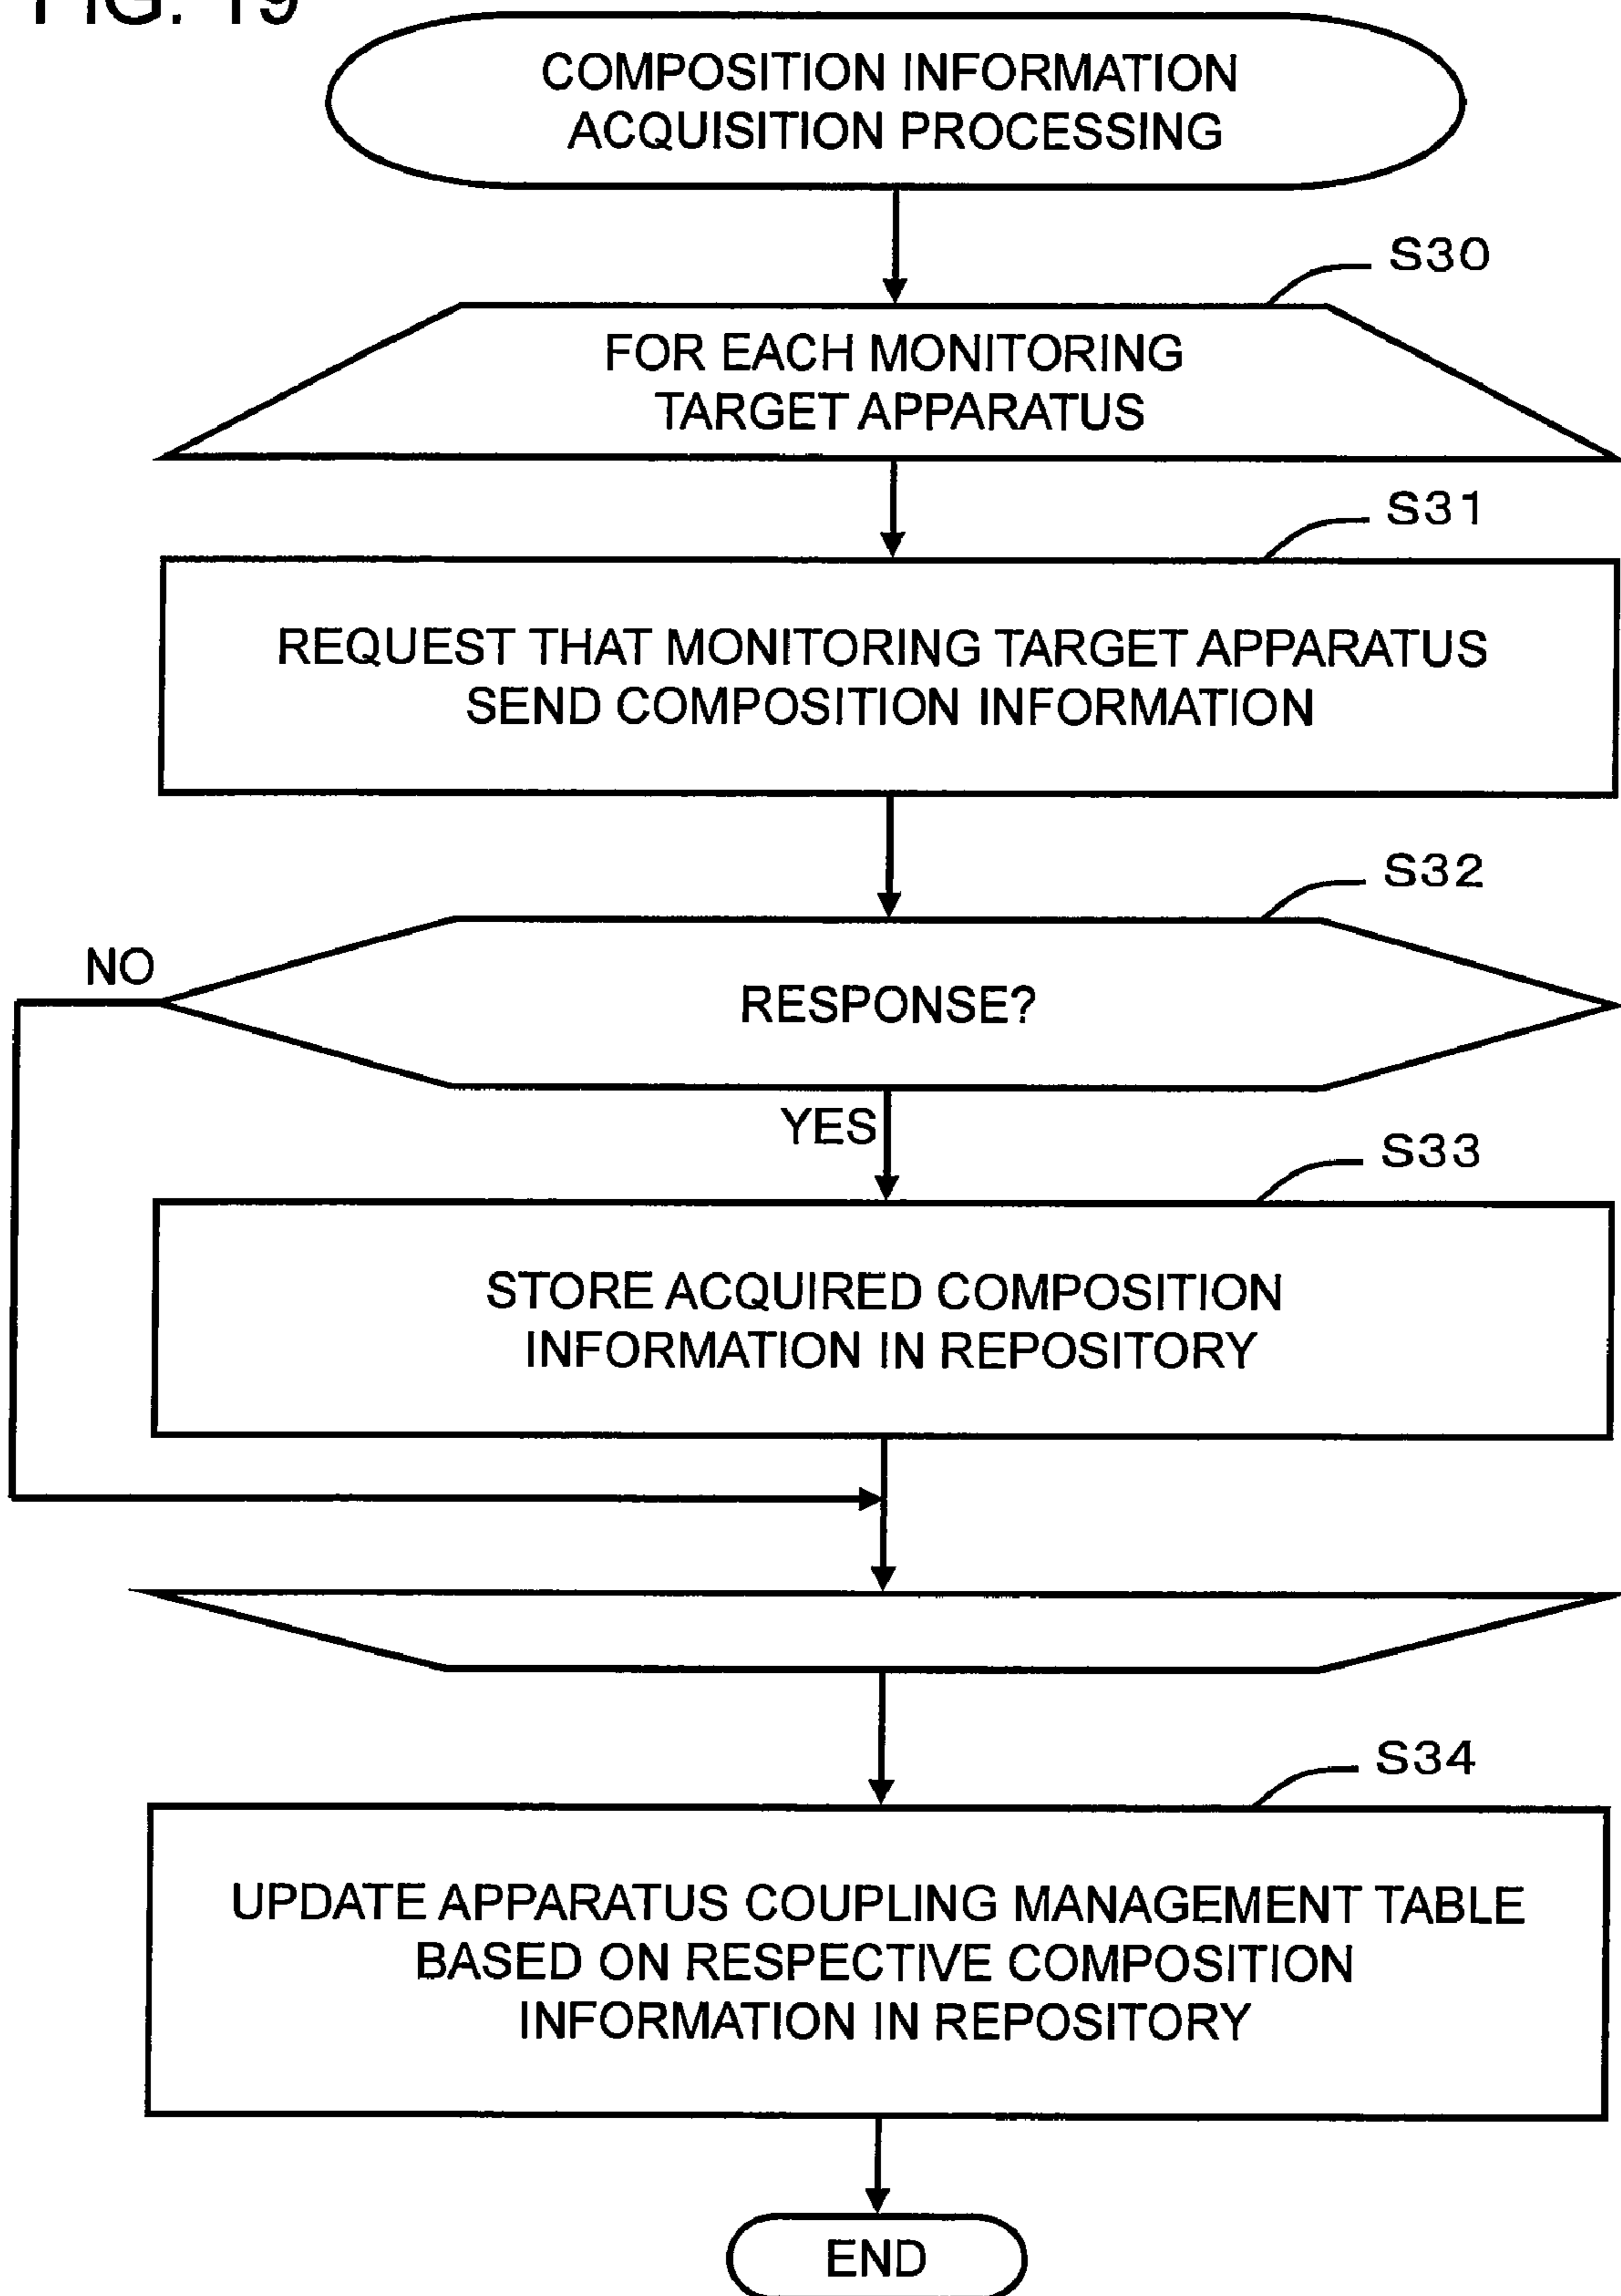 FIG. 19
COMPOSITION INFORMATION
ACQUISITION PROCESSING
S30
FOR EACH MONITORING
TARGET APPARATUS
S31
REQUEST THAT MONITORING TARGET APPARATUS
SEND COMPOSITION INFORMATION
S32
NO
RESPONSE?
YES
S33
STORE ACQUIRED COMPOSITION
INFORMATION IN REPOSITORY
S34
UPDATE APPARATUS COUPLING MANAGEMENT TABLE
BASED ON RESPECTIVE COMPOSITION
INFORMATION IN REPOSITORY
END